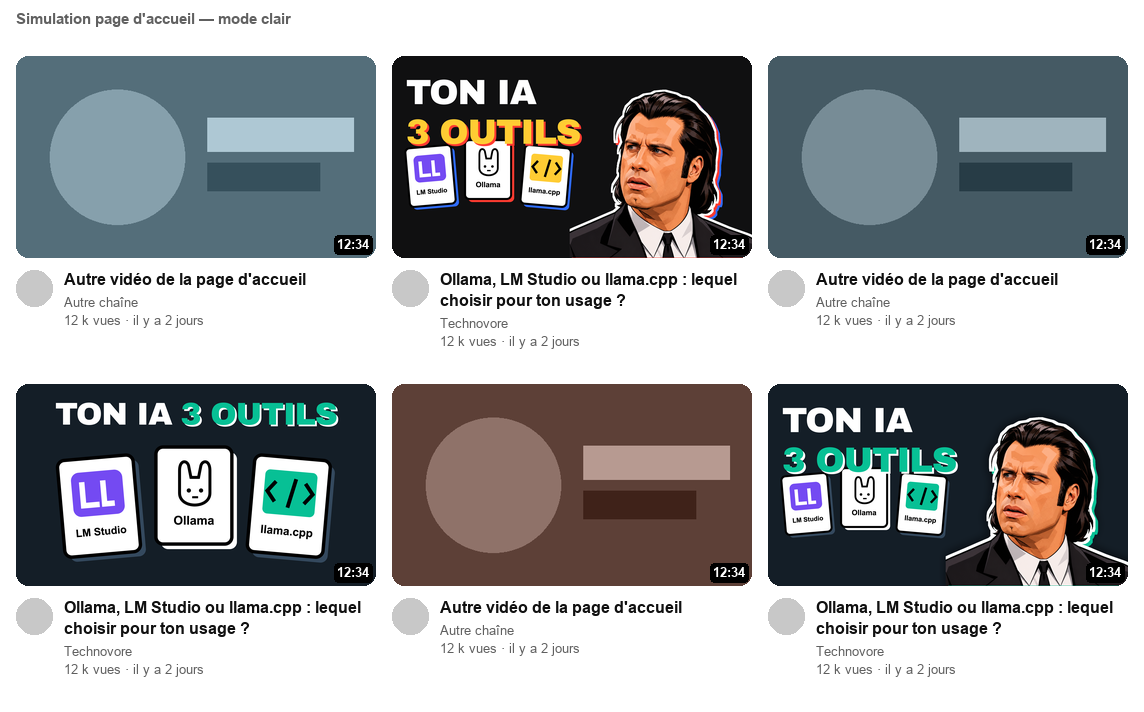 Simulation page d'accueil — mode clair
12:34
TON IA
3 OUTILS
LL
LM Studio
Ollama
</>
llama.cpp
12:34
12:34
Autre vidéo de la page d'accueil
Autre chaîne
12 k vues · il y a 2 jours
Ollama, LM Studio ou llama.cpp : lequel
choisir pour ton usage ?
Technovore
12 k vues · il y a 2 jours
Autre vidéo de la page d'accueil
Autre chaîne
12 k vues · il y a 2 jours
TON IA 3 OUTILS
LL
LM Studio
Ollama
</>
llama.cpp
12:34
12:34
TON IA
3 OUTILS
LL
LM Studio
Ollama
</>
llama.cpp
12:34
Ollama, LM Studio ou llama.cpp : lequel
choisir pour ton usage ?
Technovore
12 k vues · il y a 2 jours
Autre vidéo de la page d'accueil
Autre chaîne
12 k vues · il y a 2 jours
Ollama, LM Studio ou llama.cpp : lequel
choisir pour ton usage ?
Technovore
12 k vues · il y a 2 jours